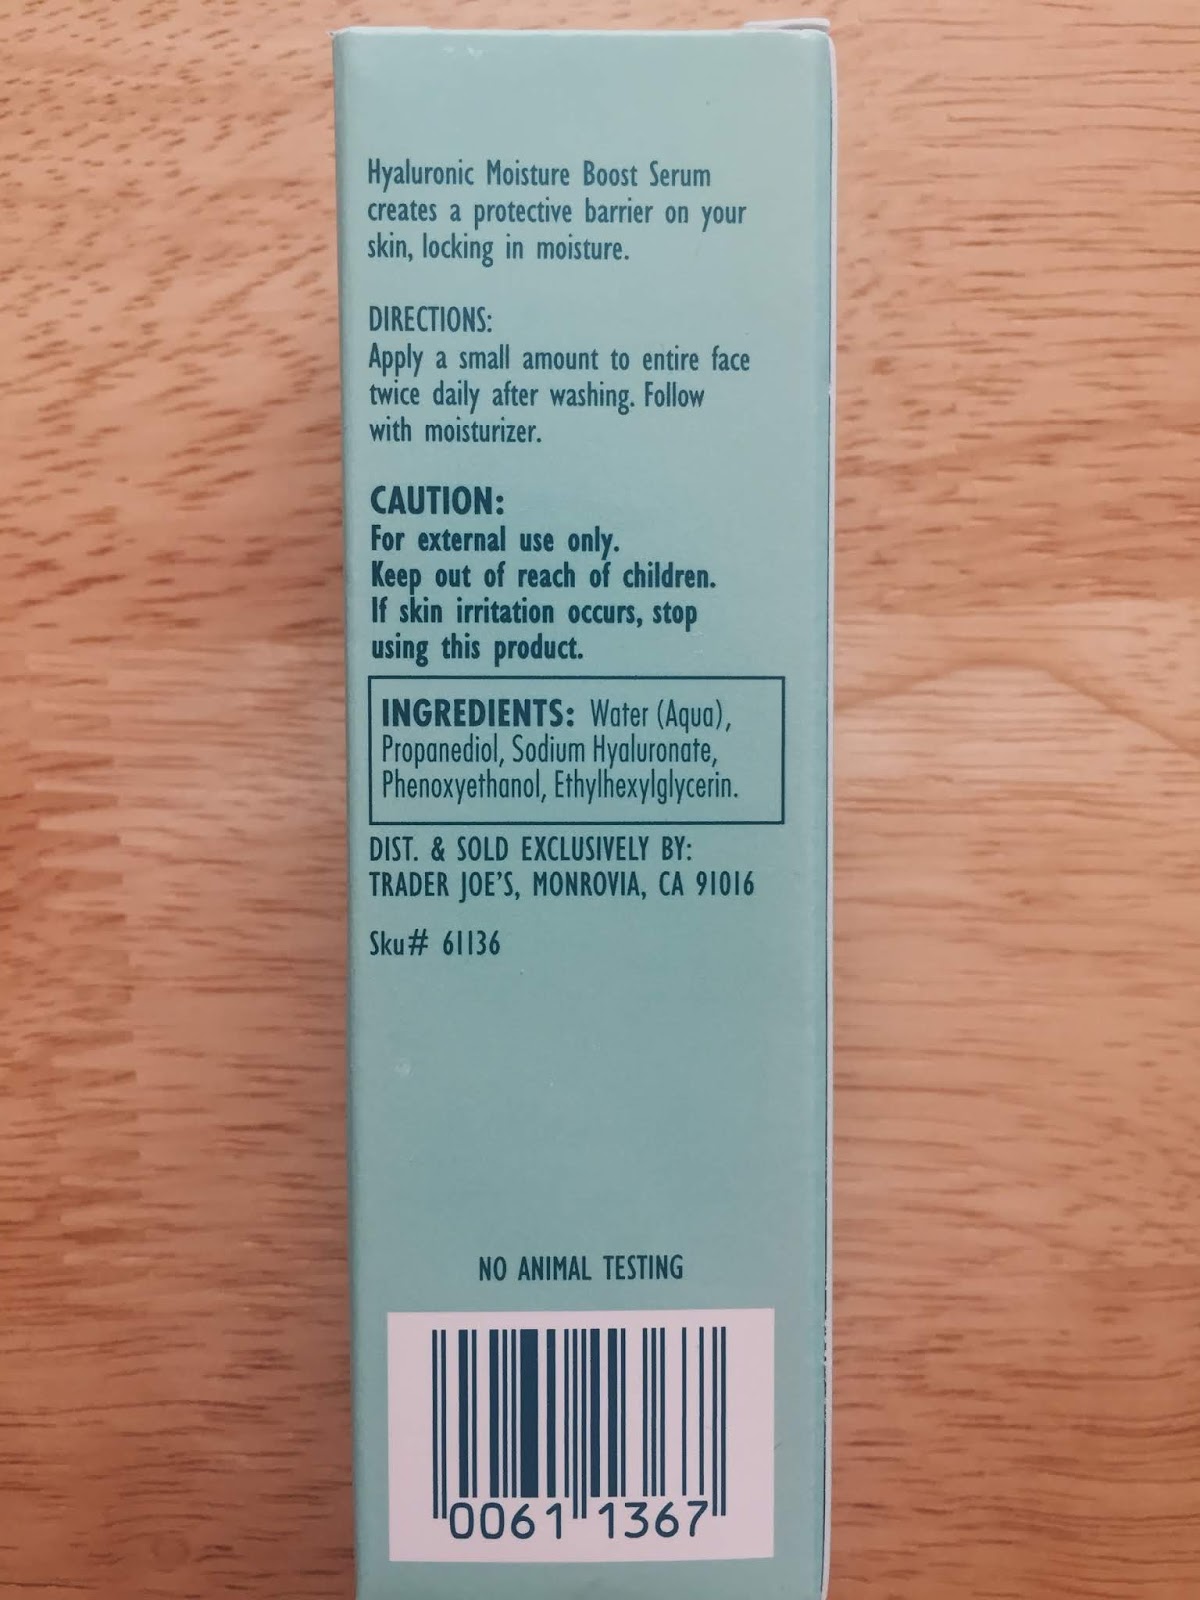 Hyaluronic Moisture Boost Serum
creates a protective barrier on your
skin, locking in moisture.
DIRECTIONS:
Apply a small amount to entire face
twice daily after washing. Follow
with moisturizer.
CAUTION:
For external use only.
Keep out of reach of children.
If skin irritation occurs, stop
using this product.
INGREDIENTS: Water (Aqua),
Propanediol, Sodium Hyaluronate,
Phenoxyethanol, Ethylhexylglycerin.
DIST. & SOLD EXCLUSIVELY BY:
TRADER JOE'S, MONROVIA, CA 91016
Sku# 61136
NO ANIMAL TESTING
0061 1367